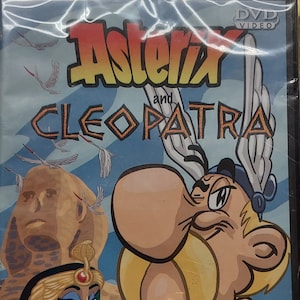 DVD
VIDEO
Asterix
and
CLEOPATRA